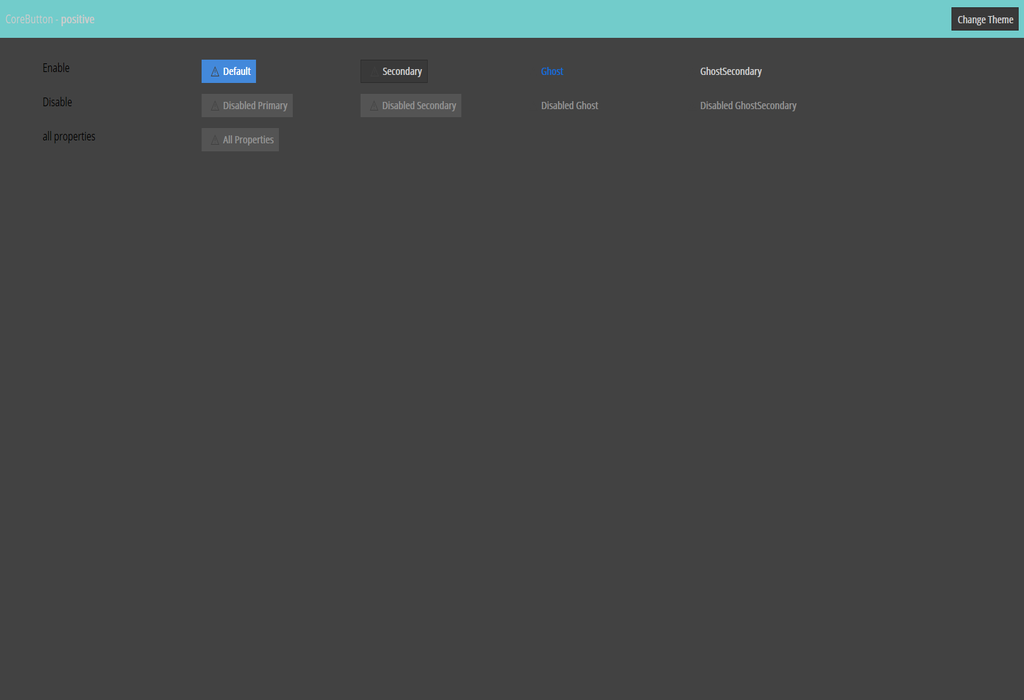 CoreButton - positive
Change Theme
Enable
Default
Secondary
Ghost
GhostSecondary
Disable
Disabled Primary
Disabled Secondary
Disabled Ghost
Disabled GhostSecondary
all properties
All Properties